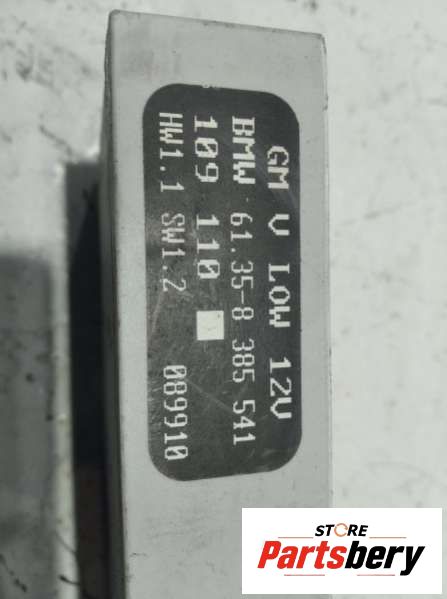 GM V LOW 12V
BMW 61.35-8 385 541
109 110
HW1.1 SW1.2 089910
STORE
Partsbery